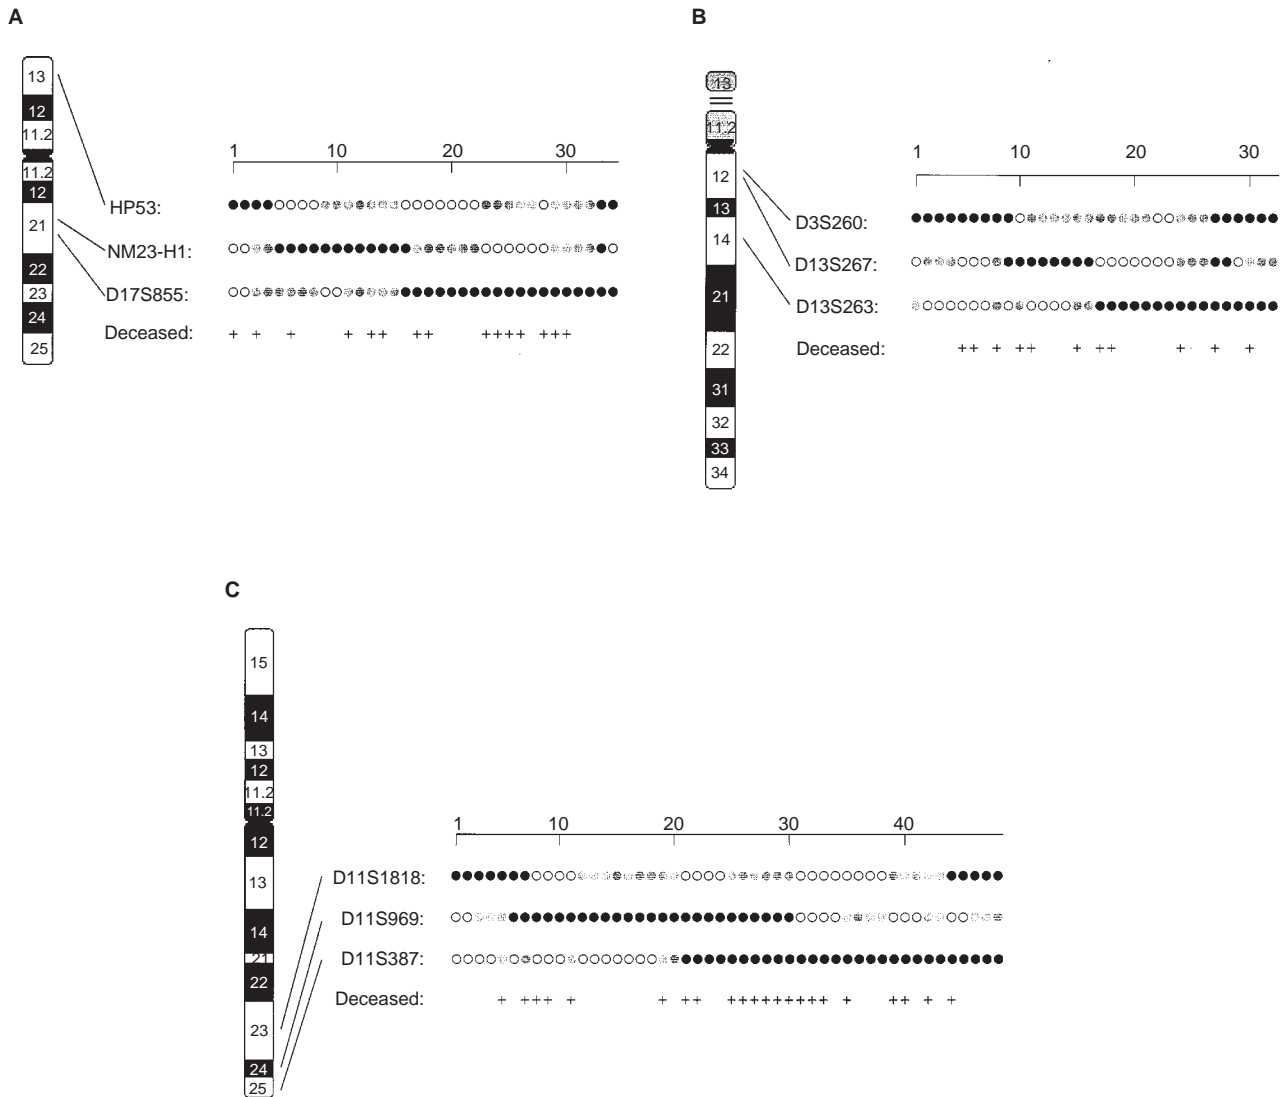 A
13
12
11.2
11.2
12
21
22
23
24
25
1 10 20 30
HP53:
NM23-H1:
D17S855:
Deceased: + + + + ++ ++ ++++ +++
B
13
11.2
12
13
14
21
22
31
32
33
34
1 10 20 30
D3S260:
D13S267:
D13S263:
Deceased: ++ + ++ + ++ + + +
C
15
14
13
12
11.2
11.2
12
13
14
21
22
23
24
25
1 10 20 30 40
D11S1818:
D11S969:
D11S387:
Deceased: + +++ + + ++ +++++++++ + ++ + +